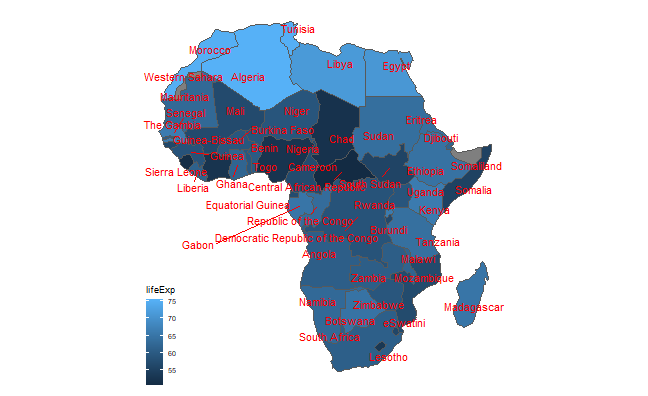 Tunisia
Morocco
Libya
Egypt
Western Sahara
Algeria
Mauritania
Mali
Niger
Senegal
Eritrea
The Gambia
Burkina Faso
Chad
Sudan
Djibouti
Guinea Bissau
Benin
Nigeria
Guinea
Somaliland
Sierra Leone
Togo
Cameroon
Ethiopia
Liberia
Ghana
Central African Republic
South Sudan
Uganda
Somalia
Equatorial Guinea
Rwanda
Kenya
Republic of the Congo
Gabon
Democratic Republic of the Congo
Burundi
Tanzania
Angola
Malawi
Zambia
Mozambique
Namibia
Zimbabwe
Madagascar
Botswana
eSwatini
South Africa
Lesotho
lifeExp
75
70
65
60
55